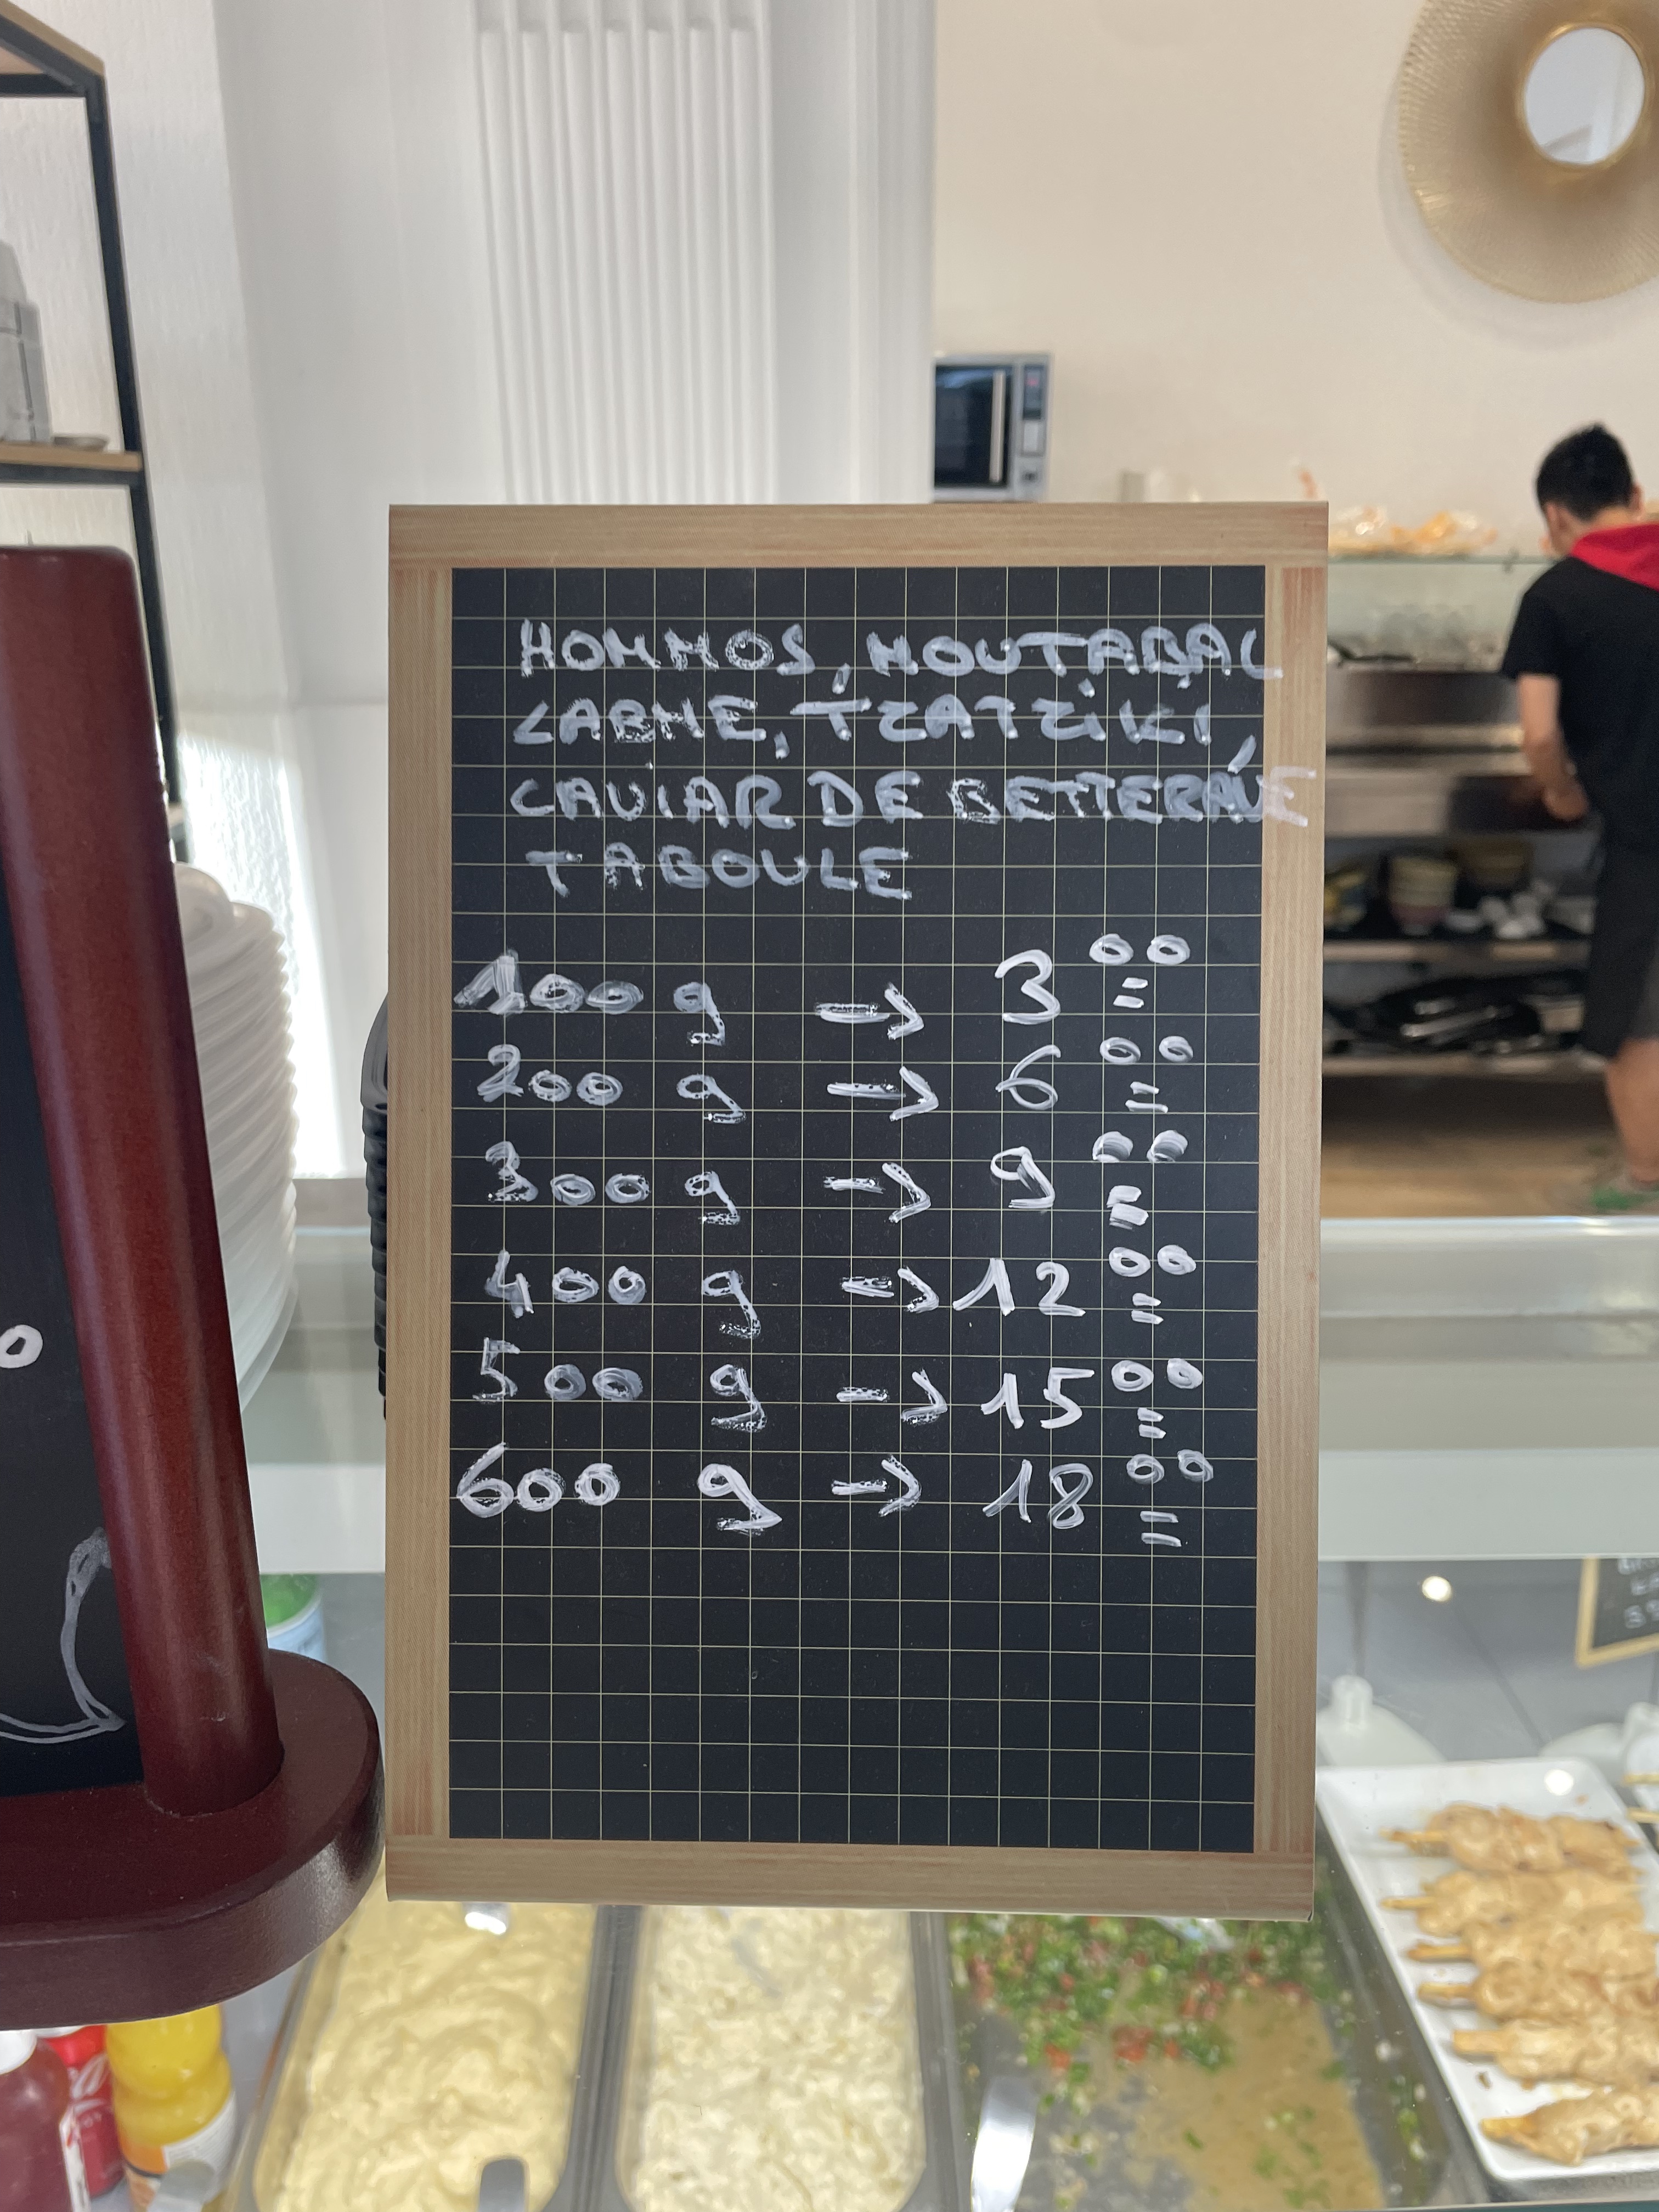 HOMMOS, MOUTABAL
LABNE, TZATZIKI,
CAVIAR DE BETTERAVE
TABOULE
100 g → 3 00 =
200 g → 6 00 =
300 g → 9 00 =
400 g → 12 00 =
500 g → 15 00 =
600 g → 18 00 =